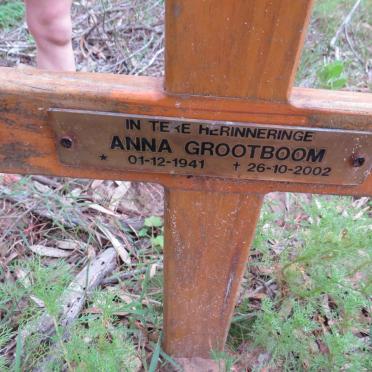 IN TERE HERINNERINGE
ANNA GROOTBOOM
* 01-12-1941 † 26-10-2002